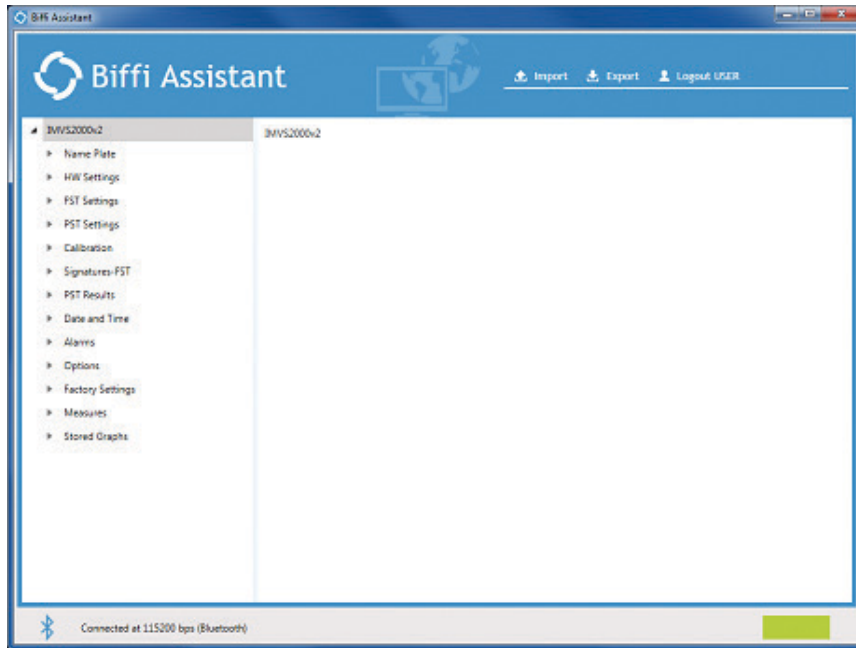 Biffi Assistant
Biffi Assistant
Import Export Logout USER
IMVS2000v2
IMVS2000v2
Name Plate
HW Settings
FST Settings
PST Settings
Calibration
Signatures-FST
PST Results
Date and Time
Alarms
Options
Factory Settings
Measures
Stored Graphs
Connected at 115200 bps (Bluetooth)